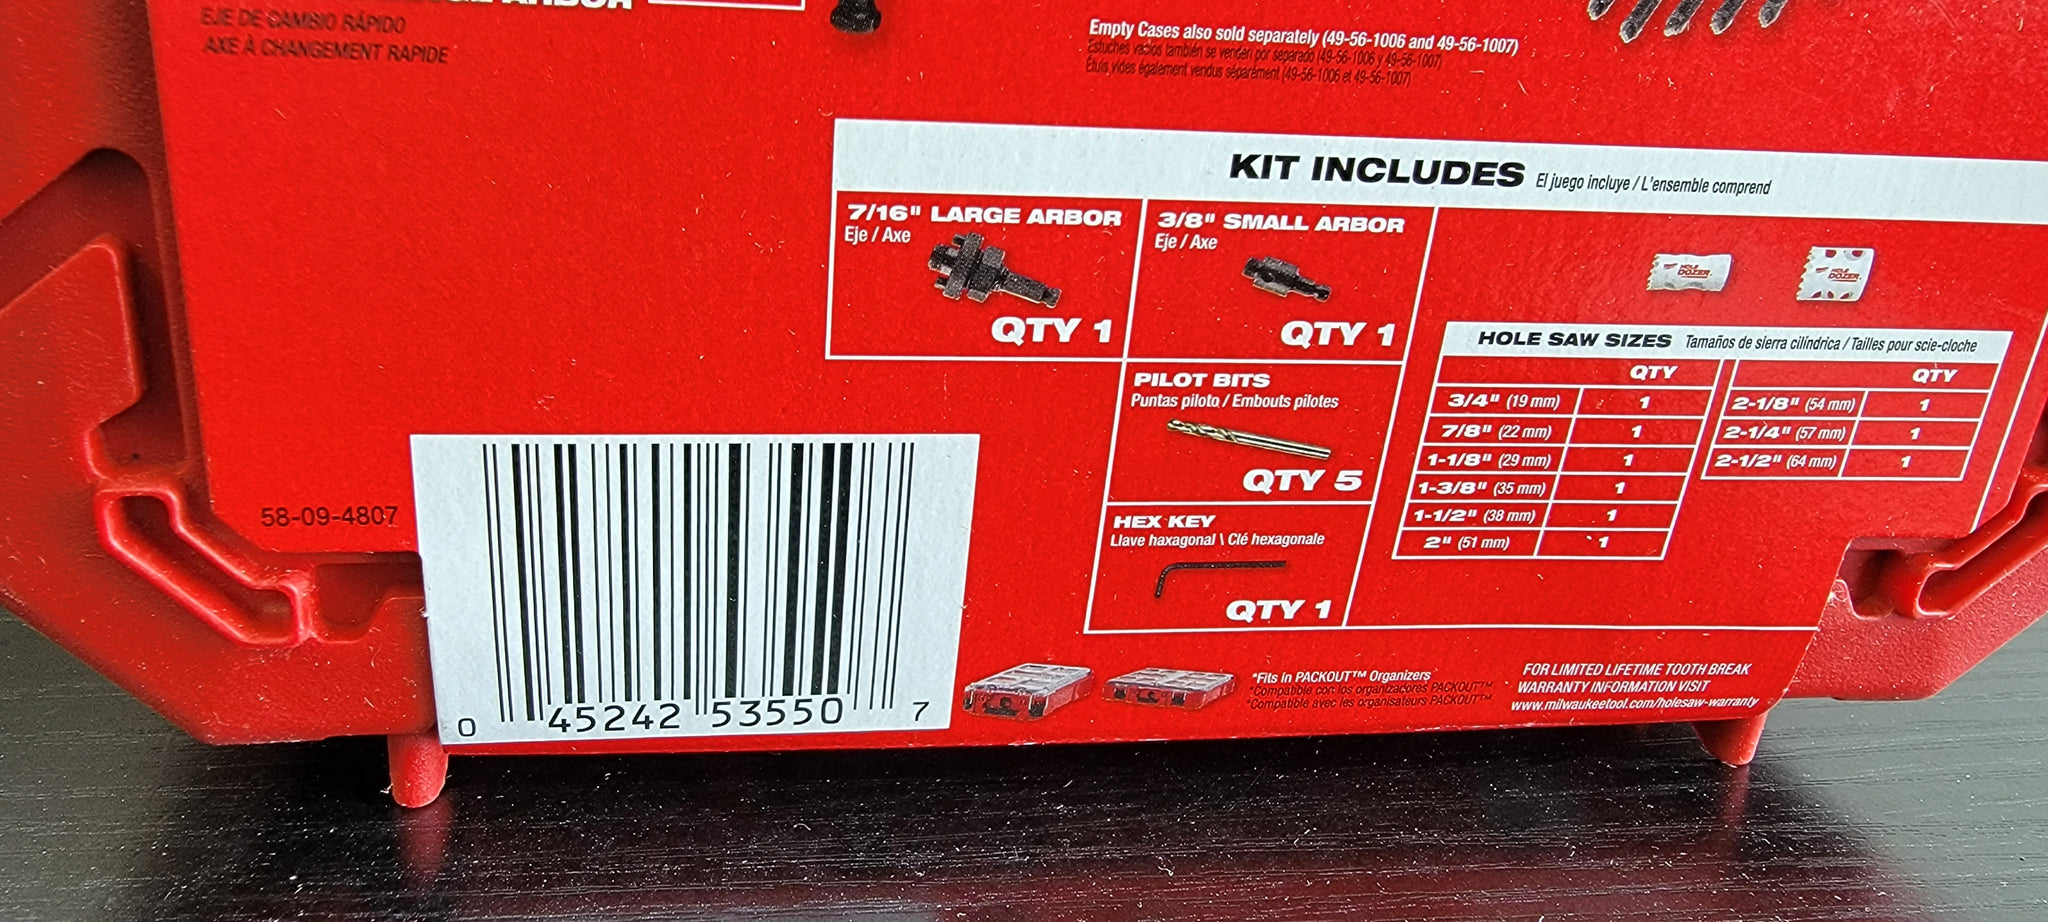 ARBOR
EJE DE CAMBIO RÁPIDO
AXE À CHANGEMENT RAPIDE
Empty Cases also sold separately (49-56-1006 and 49-56-1007)
Estuches vacíos también se venden por separado (49-56-1006 y 49-56-1007)
Étuis vides également vendus séparément (49-56-1006 et 49-56-1007)
KIT INCLUDES El juego incluye / L'ensemble comprend
7/16" LARGE ARBOR
Eje / Axe
QTY 1
3/8" SMALL ARBOR
Eje / Axe
QTY 1
PILOT BITS
Puntas piloto / Embouts pilotes
QTY 5
HEX KEY
Llave haxagonal \ Clé hexagonale
QTY 1
HOLE DOZER
HOLE DOZER
HOLE SAW SIZES Tamaños de sierra cilíndrica / Tailles pour scie-cloche
QTY
3/4" (19 mm) 1
7/8" (22 mm) 1
1-1/8" (29 mm) 1
1-3/8" (35 mm) 1
1-1/2" (38 mm) 1
2" (51 mm) 1
QTY
2-1/8" (54 mm) 1
2-1/4" (57 mm) 1
2-1/2" (64 mm) 1
58-09-4807
0 45242 53550 7
*Fits in PACKOUT™ Organizers
*Compatible con los organizadores PACKOUT™
*Compatible avec les organisateurs PACKOUT™
FOR LIMITED LIFETIME TOOTH BREAK
WARRANTY INFORMATION VISIT
www.milwaukeetool.com/holesaw-warranty